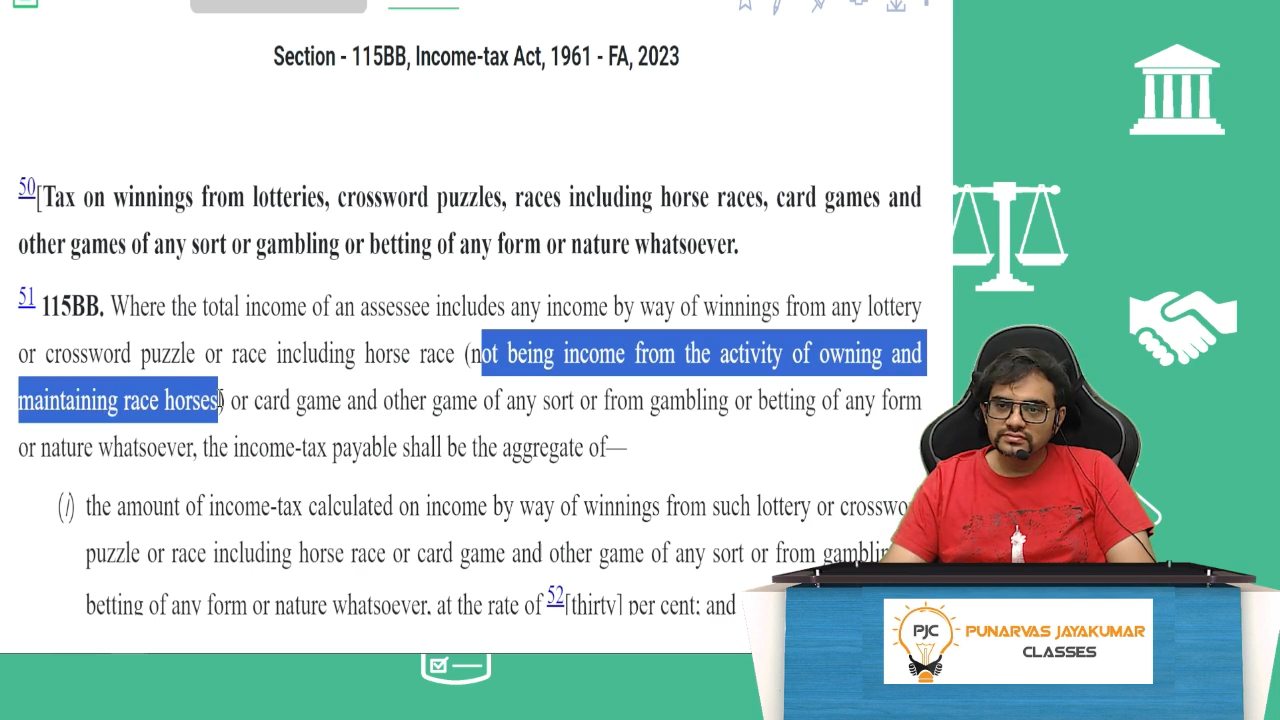 Section - 115BB, Income-tax Act, 1961 - FA, 2023
50[Tax on winnings from lotteries, crossword puzzles, races including horse races, card games and
other games of any sort or gambling or betting of any form or nature whatsoever.
51 115BB. Where the total income of an assessee includes any income by way of winnings from any lottery
or crossword puzzle or race including horse race (not being income from the activity of owning and
maintaining race horses) or card game and other game of any sort or from gambling or betting of any form
or nature whatsoever, the income-tax payable shall be the aggregate of—
(i) the amount of income-tax calculated on income by way of winnings from such lottery or crosswo
puzzle or race including horse race or card game and other game of any sort or from gambli
betting of any form or nature whatsoever, at the rate of 52[thirty] per cent; and
PJC
PUNARVAS JAYAKUMAR
CLASSES